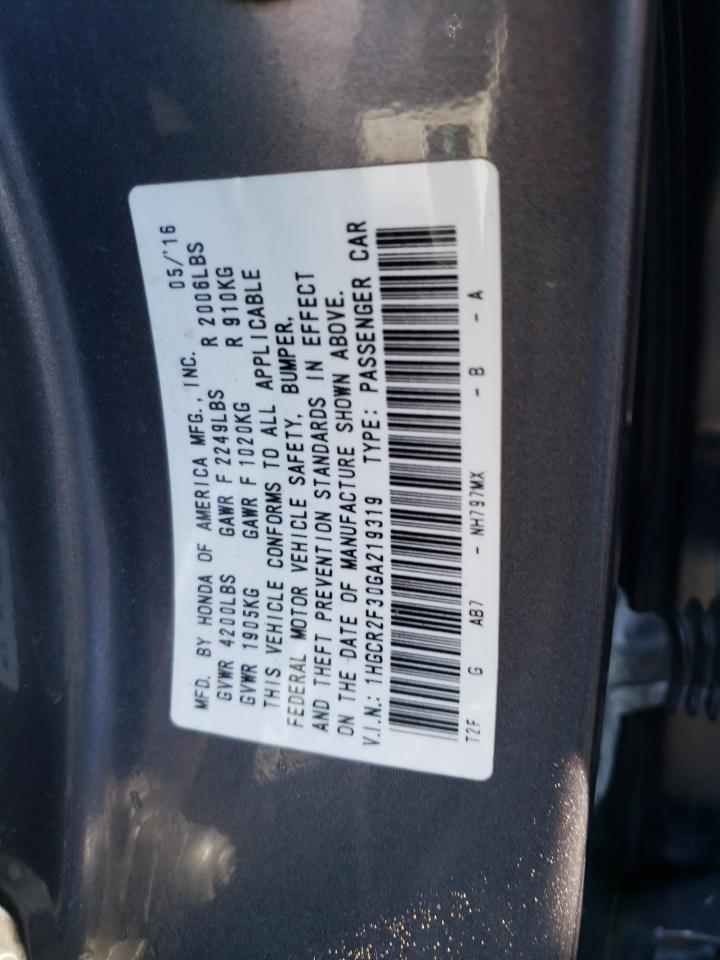 MFD. BY HONDA OF AMERICA MFG., INC. 05/'16
GVWR 4200LBS GAWR F 2249LBS R 2006LBS
GVWR 1905KG GAWR F 1020KG R 910KG
THIS VEHICLE CONFORMS TO ALL APPLICABLE
FEDERAL MOTOR VEHICLE SAFETY, BUMPER,
AND THEFT PREVENTION STANDARDS IN EFFECT
ON THE DATE OF MANUFACTURE SHOWN ABOVE.
V.I.N.: 1HGCR2F30GA219319 TYPE: PASSENGER CAR
T2F G AB7 - NH797MX - B - A